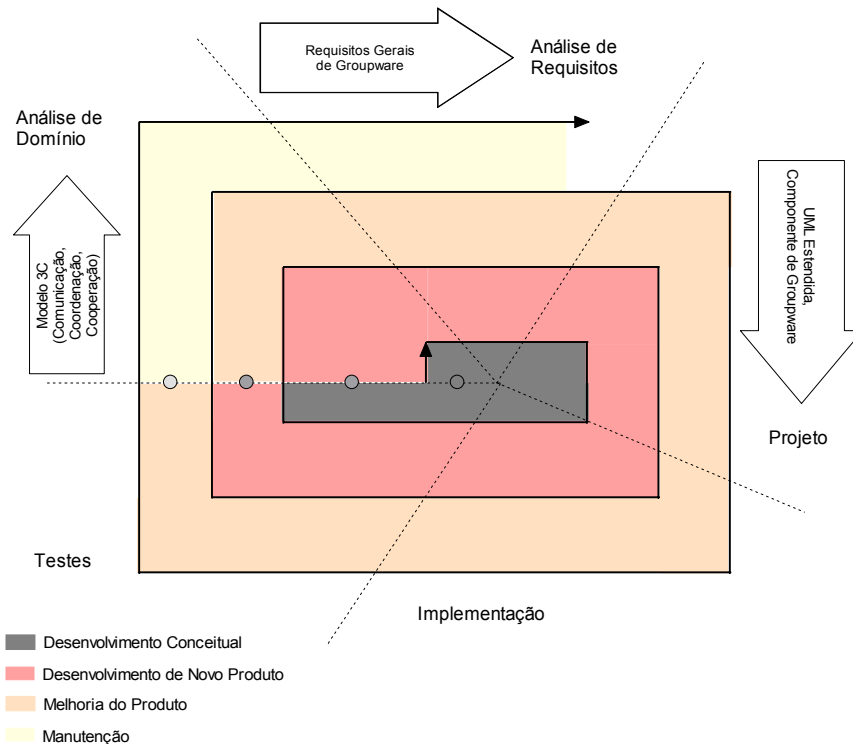 Requisitos Gerais
de Groupware
Análise de
Requisitos
Análise de
Domínio
Modelo 3C
(Comunicação,
Coordenação,
Cooperação)
UML Estendida,
Componente de Groupware
Projeto
Testes
Implementação
Desenvolvimento Conceitual
Desenvolvimento de Novo Produto
Melhoria do Produto
Manutenção